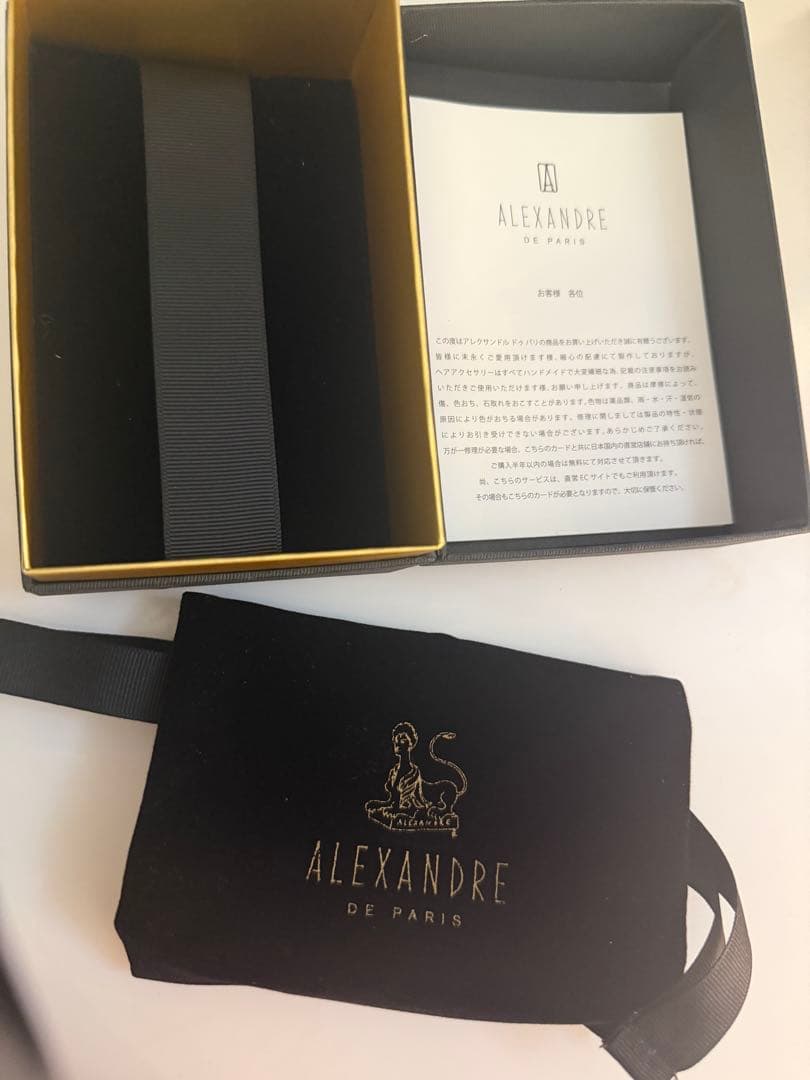 A
ALEXANDRE
DE PARIS
お客様 各位
この度はアレクサンドル ドゥ パリの商品をお買い上げいただき誠に有難うございます。
皆様に末永くご愛用頂けます様、細心の配慮にて製作しておりますが、
ヘアアクセサリーはすべてハンドメイドで大変繊細な為、記載の注意事項をお読み
いただきご使用いただけます様、お願い申し上げます。商品は摩擦によって、
傷、色おち、石取れをおこすことがあります。色物は薬品類、雨・水・汗・湿気の
原因により色がおちる場合があります。修理に関しましては製品の特性・状態
によりお引き受けできない場合がございます。あらかじめご了承ください。
万が一修理が必要な場合、こちらのカードと共に日本国内の直営店舗にお持ち頂ければ、
ご購入半年以内の場合は無料にて対応させて頂きます。
尚、こちらのサービスは、直営ECサイトでもご利用頂けます。
その場合もこちらのカードが必要となりますので、大切に保管ください。
ALEXANDRE
ALEXANDRE
DE PARIS